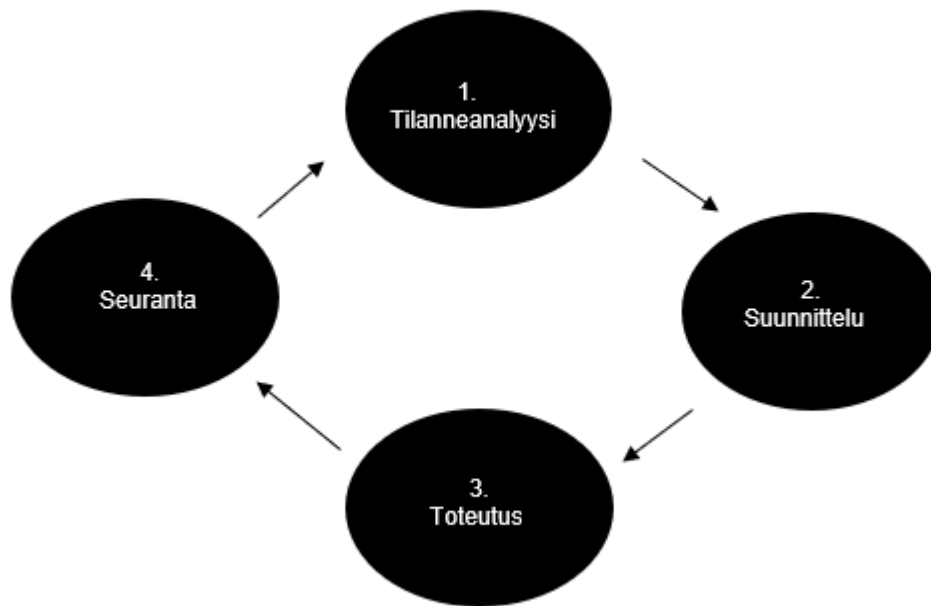 1.
Tilanneanalyysi
2.
Suunnittelu
3.
Toteutus
4.
Seuranta